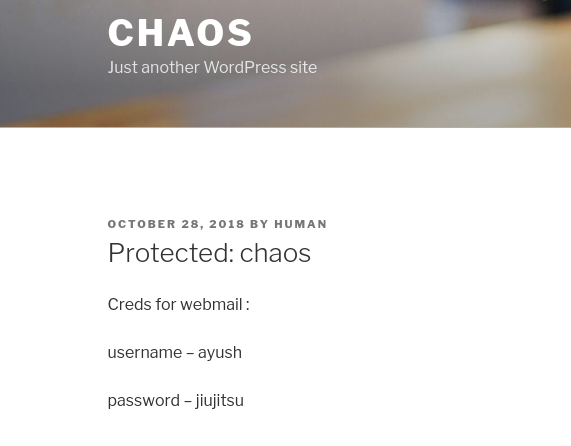 CHAOS
Just another WordPress site
OCTOBER 28, 2018 BY HUMAN
Protected: chaos
Creds for webmail :
username – ayush
password – jiujitsu